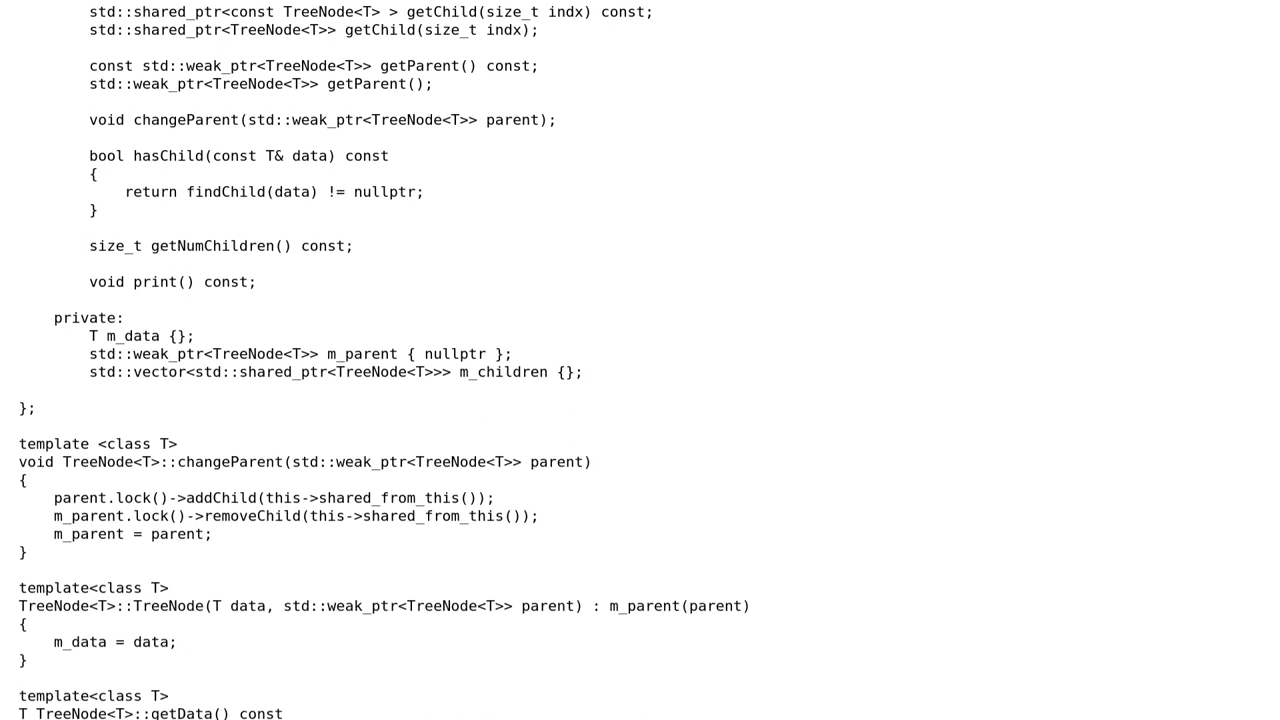 std::shared_ptr<const TreeNode<T> > getChild(size_t indx) const;
std::shared_ptr<TreeNode<T>> getChild(size_t indx);
const std::weak_ptr<TreeNode<T>> getParent() const;
std::weak_ptr<TreeNode<T>> getParent();
void changeParent(std::weak_ptr<TreeNode<T>> parent);
bool hasChild(const T& data) const
{
return findChild(data) != nullptr;
}
size_t getNumChildren() const;
void print() const;
private:
T m_data {};
std::weak_ptr<TreeNode<T>> m_parent { nullptr };
std::vector<std::shared_ptr<TreeNode<T>>> m_children {};
};
template <class T>
void TreeNode<T>::changeParent(std::weak_ptr<TreeNode<T>> parent)
{
parent.lock()->addChild(this->shared_from_this());
m_parent.lock()->removeChild(this->shared_from_this());
m_parent = parent;
}
template<class T>
TreeNode<T>::TreeNode(T data, std::weak_ptr<TreeNode<T>> parent) : m_parent(parent)
{
m_data = data;
}
template<class T>
T TreeNode<T>::getData() const